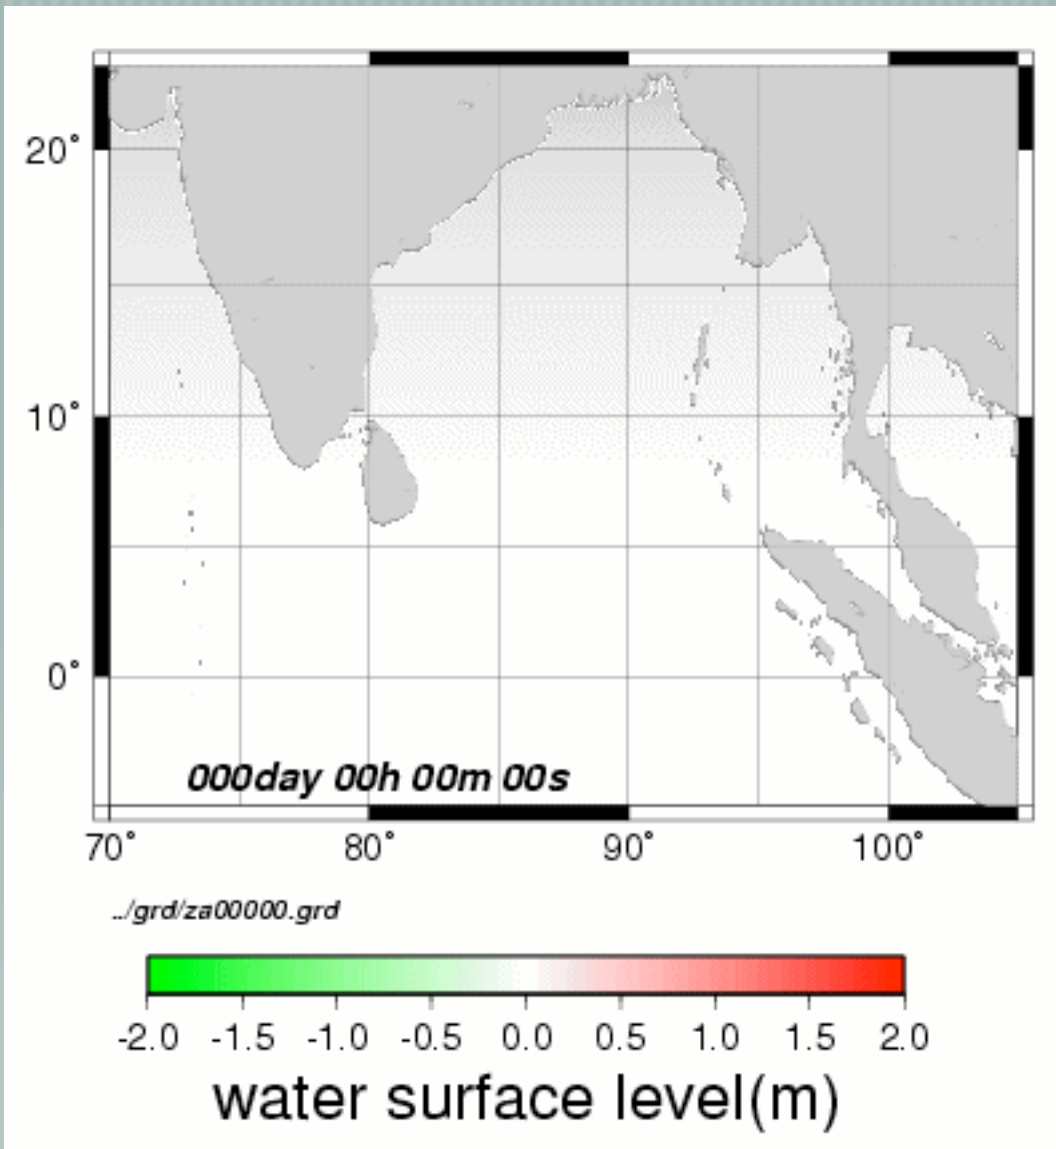 20°
10°
0°
000day 00h 00m 00s
70° 80° 90° 100°
../grd/za00000.grd
-2.0 -1.5 -1.0 -0.5 0.0 0.5 1.0 1.5 2.0
water surface level(m)